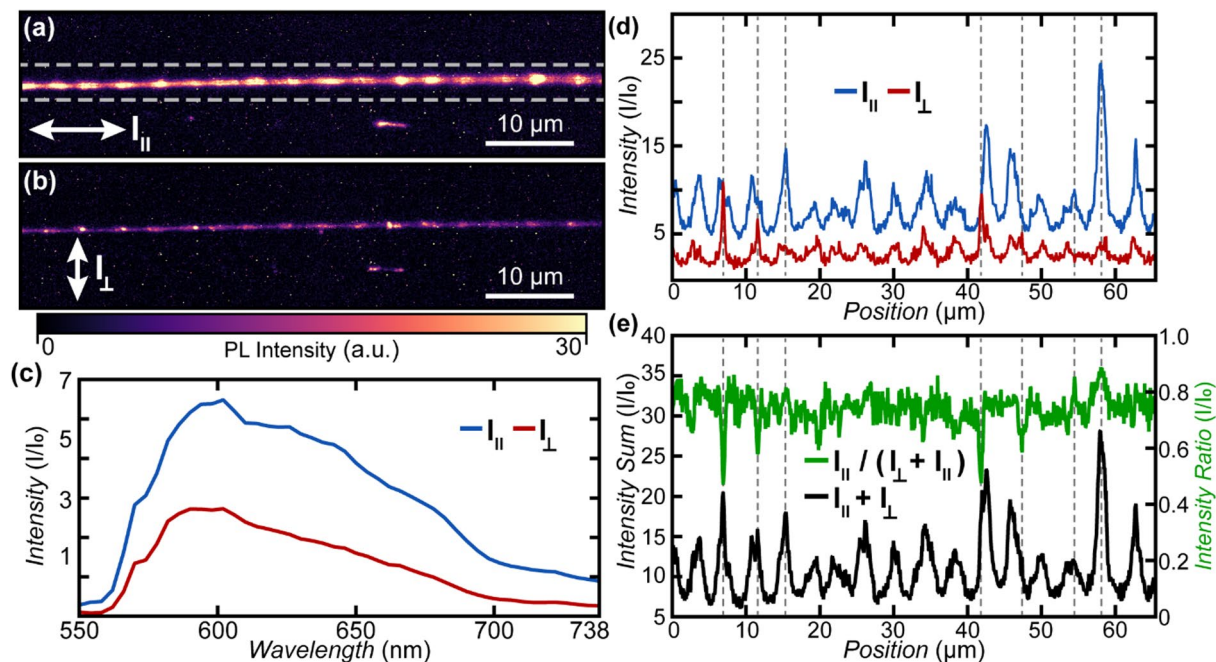 (a)
I||
10 μm
(b)
I⊥
10 μm
0 PL Intensity (a.u.) 30
(c)
7
5
3
1
Intensity (I/I₀)
I|| I⊥
550 600 650 700 738
Wavelength (nm)
(d)
25
15
5
Intensity (I/I₀)
I|| I⊥
0 10 20 30 40 50 60
Position (μm)
(e)
40
35
30
25
20
15
10
5
Intensity Sum (I/I₀)
1.0
0.8
0.6
0.4
0.2
0
Intensity Ratio (I/I₀)
I|| / (I⊥ + I||)
I|| + I⊥
0 10 20 30 40 50 60
Position (μm)